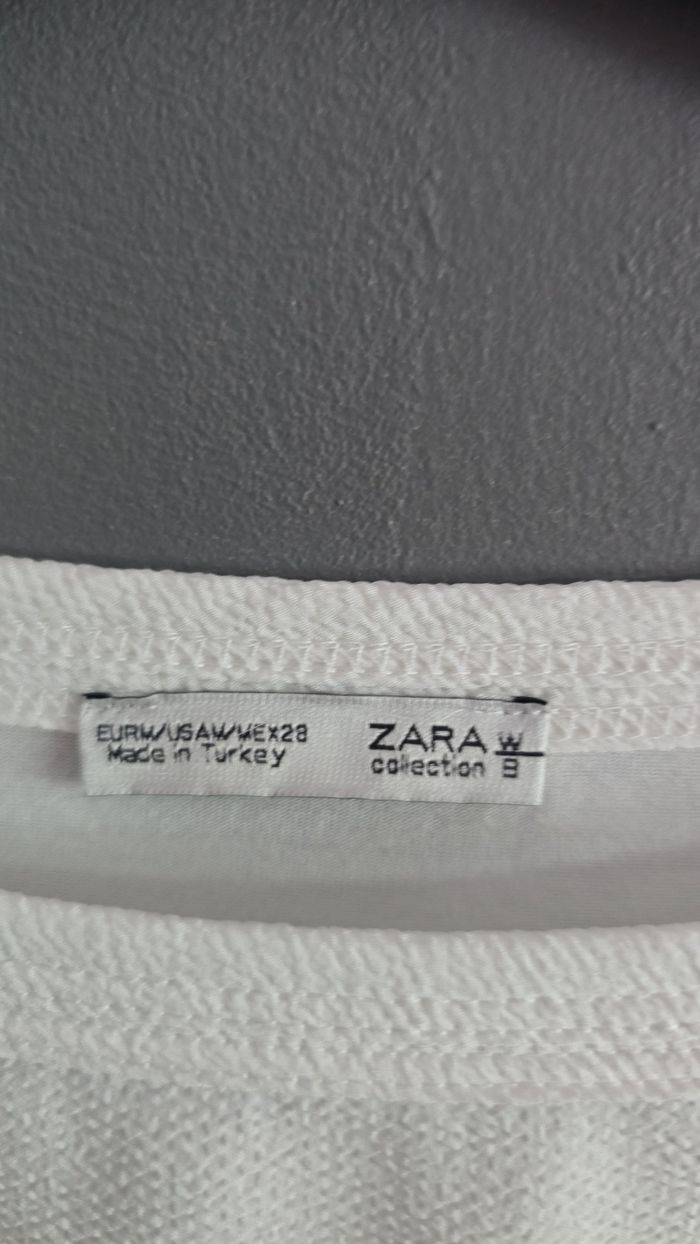 EURM/USAM/MEX28
Made in Turkey
ZARA W
collection B